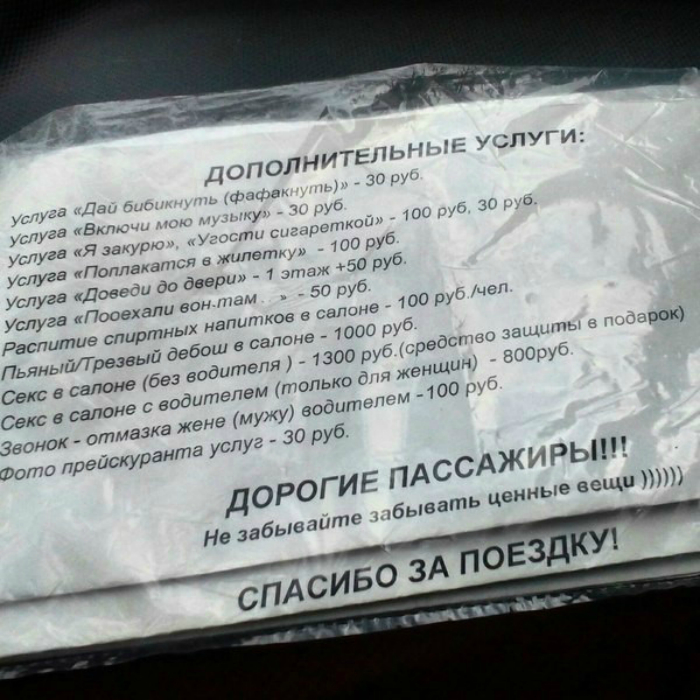 ДОПОЛНИТЕЛЬНЫЕ УСЛУГИ:
Услуга «Дай бибикнуть (фафакнуть)» - 30 руб.
Услуга «Включи мою музыку» - 30 руб.
Услуга «Я закурю», «Угости сигареткой» - 100 руб, 30 руб.
Услуга «Поплакатся в жилетку» - 100 руб.
Услуга «Доведи до двери» - 1 этаж +50 руб.
Услуга «Пооехали вон-там . » - 50 руб.
Распитие спиртных напитков в салоне - 100 руб./чел.
Пьяный/Трезвый дебош в салоне - 1000 руб.
Секс в салоне (без водителя ) - 1300 руб.(средство защиты в подарок)
Секс в салоне с водителем (только для женщин) - 800руб.
Звонок - отмазка жене (мужу) водителем -100 руб.
Фото прейскуранта услуг - 30 руб.
ДОРОГИЕ ПАССАЖИРЫ!!!
Не забывайте забывать ценные вещи ))))))
СПАСИБО ЗА ПОЕЗДКУ!